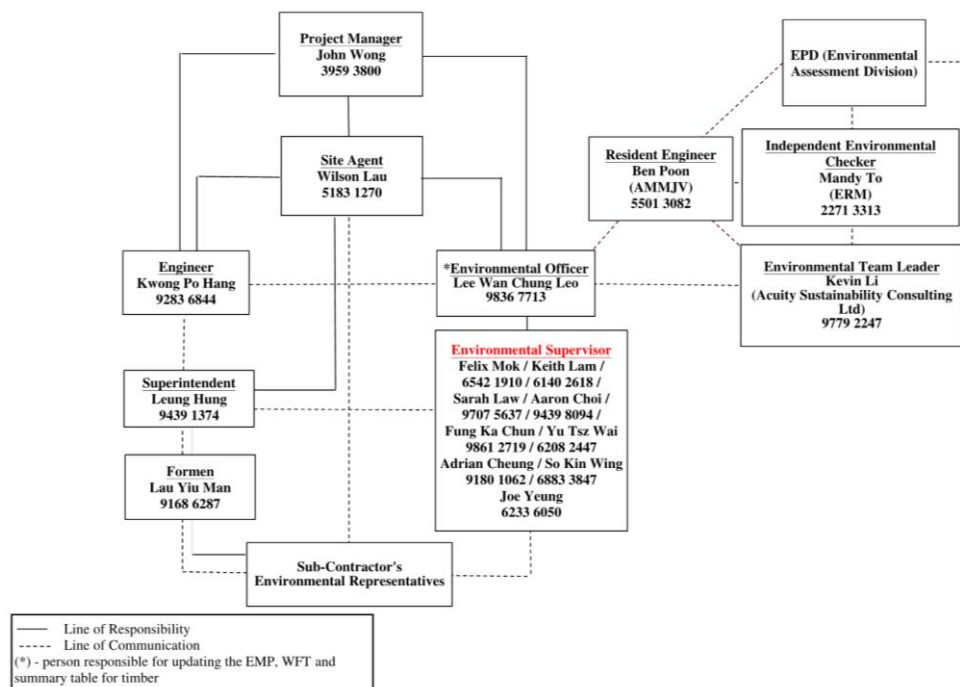 Project Manager
John Wong
3959 3800
EPD (Environmental
Assessment Division)
Site Agent
Wilson Lau
5183 1270
Resident Engineer
Ben Poon
(AMMJV)
5501 3082
Independent Environmental
Checker
Mandy To
(ERM)
2271 3313
Engineer
Kwong Po Hang
9283 6844
*Environmental Officer
Lee Wan Chung Leo
9836 7713
Environmental Team Leader
Kevin Li
(Acuity Sustainability Consulting
Ltd)
9779 2247
Environmental Supervisor
Felix Mok / Keith Lam /
6542 1910 / 6140 2618 /
Sarah Law / Aaron Choi /
9707 5637 / 9439 8094 /
Fung Ka Chun / Yu Tsz Wai
9861 2719 / 6208 2447
Adrian Cheung / So Kin Wing
9180 1062 / 6883 3847
Joe Yeung
6233 6050
Superintendent
Leung Hung
9439 1374
Formen
Lau Yiu Man
9168 6287
Sub-Contractor's
Environmental Representatives
Line of Responsibility
Line of Communication
(*) - person responsible for updating the EMP, WFT and
summary table for timber